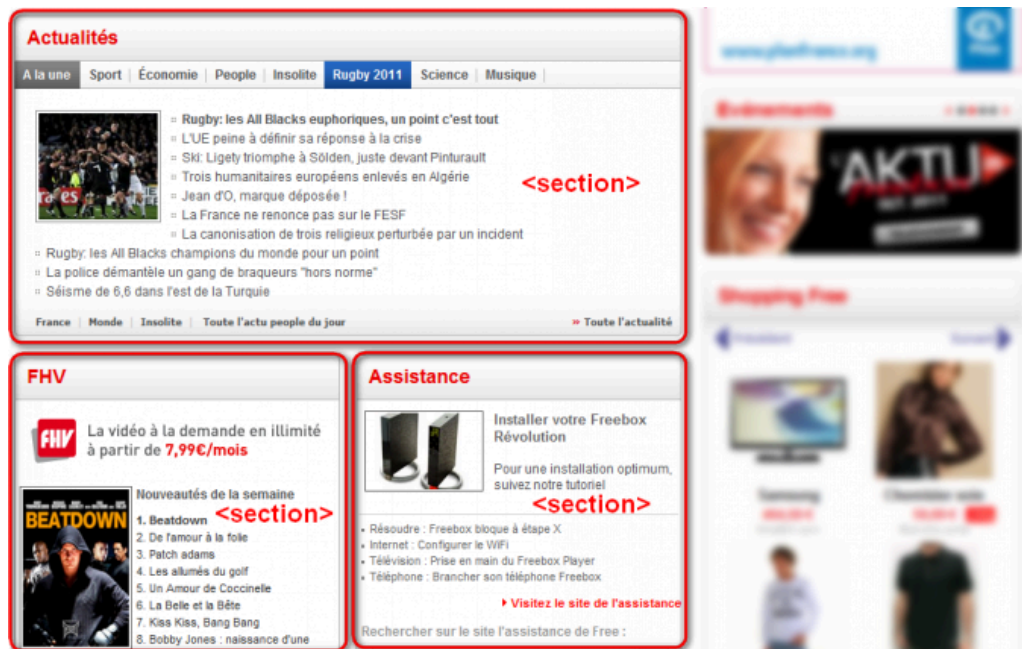 Actualités
A la une | Sport | Économie | People | Insolite | Rugby 2011 | Science | Musique |
Rugby: les All Blacks euphoriques, un point c'est tout
L'UE peine à définir sa réponse à la crise
Ski: Ligety triomphe à Sölden, juste devant Pinturault
Trois humanitaires européens enlevés en Algérie
Jean d'O, marque déposée !
La France ne renonce pas sur le FESF
La canonisation de trois religieux perturbée par un incident
Rugby: les All Blacks champions du monde pour un point
La police démantèle un gang de braqueurs "hors norme"
Séisme de 6,6 dans l'est de la Turquie
<section>
France | Monde | Insolite | Toute l'actu people du jour
» Toute l'actualité
FHV
FHV
La vidéo à la demande en illimité
à partir de 7,99€/mois
BEATDOWN
Nouveautés de la semaine
<section>
1. Beatdown
2. De l'amour à la folie
3. Patch adams
4. Les allumés du golf
5. Un Amour de Coccinelle
6. La Belle et la Bête
7. Kiss Kiss, Bang Bang
8. Bobby Jones : naissance d'une
Assistance
Installer votre Freebox
Révolution
Pour une installation optimum,
suivez notre tutoriel
<section>
Résoudre : Freebox bloque à étape X
Internet : Configurer le WiFi
Télévision : Prise en main du Freebox Player
Téléphone : Brancher son téléphone Freebox
Visitez le site de l'assistance
Rechercher sur le site l'assistance de Free :
www.planfrance.org
Evénements
AKTU
Shopping Free
Précédent
Suivant
Samsung